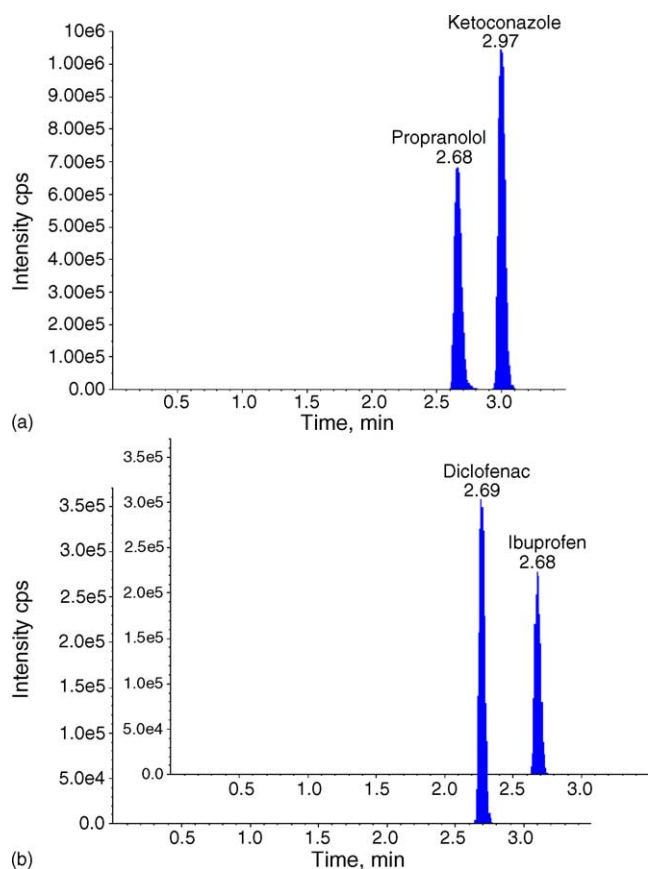 Ketoconazole
2.97
Propranolol
2.68
Intensity cps
10e6
1.00e6
9.00e5
8.00e5
7.00e5
6.00e5
5.00e5
4.00e5
3.00e5
2.00e5
1.00e5
0.00
0.5 1.0 1.5 2.0 2.5 3.0
Time, min
(a)
Diclofenac
2.69
Ibuprofen
2.68
3.5e5
3.0e5
2.5e5
2.0e5
1.5e5
1.0e5
5.0e4
0.0
0.5 1.0 1.5 2.0 2.5 3.0
Intensity cps
3.5e5
3.0e5
2.5e5
2.0e5
1.5e5
1.0e5
5.0e4
0.0
0.5 1.0 1.5 2.0 2.5 3.0
Time, min
(b)